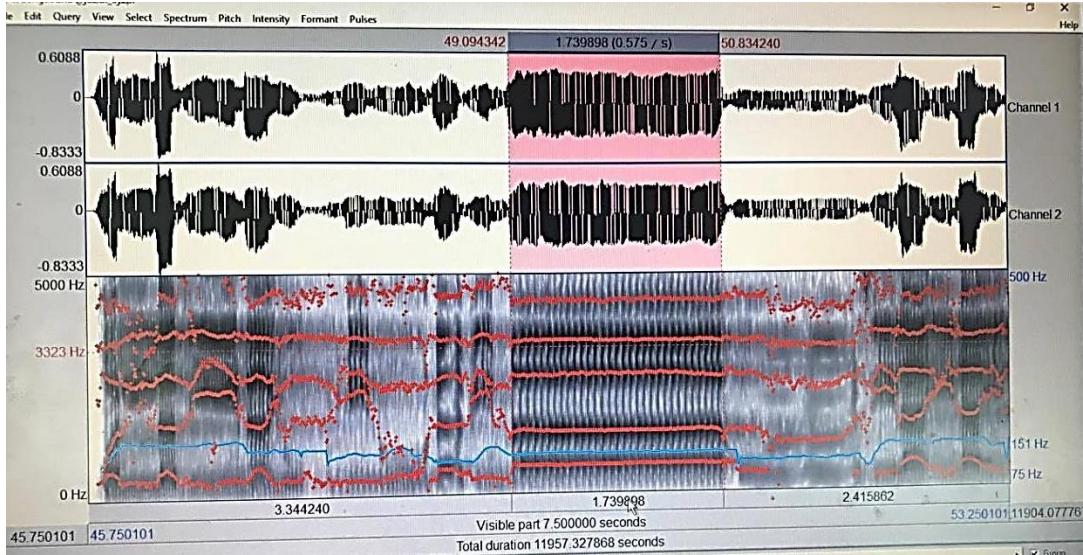 Edit Query View Select Spectrum Pitch Intensity Formant Pulses
Help
49.094342 1.739898 (0.575 / s) 50.834240
0.6088
0
-0.8333
Channel 1
0.6088
0
-0.8333
Channel 2
5000 Hz 500 Hz
3323 Hz
151 Hz
75 Hz
0 Hz
3.344240 1.739898 2.415862
45.750101 45.750101 Visible part 7.500000 seconds 53.250101 11904.07776
Total duration 11957.327868 seconds